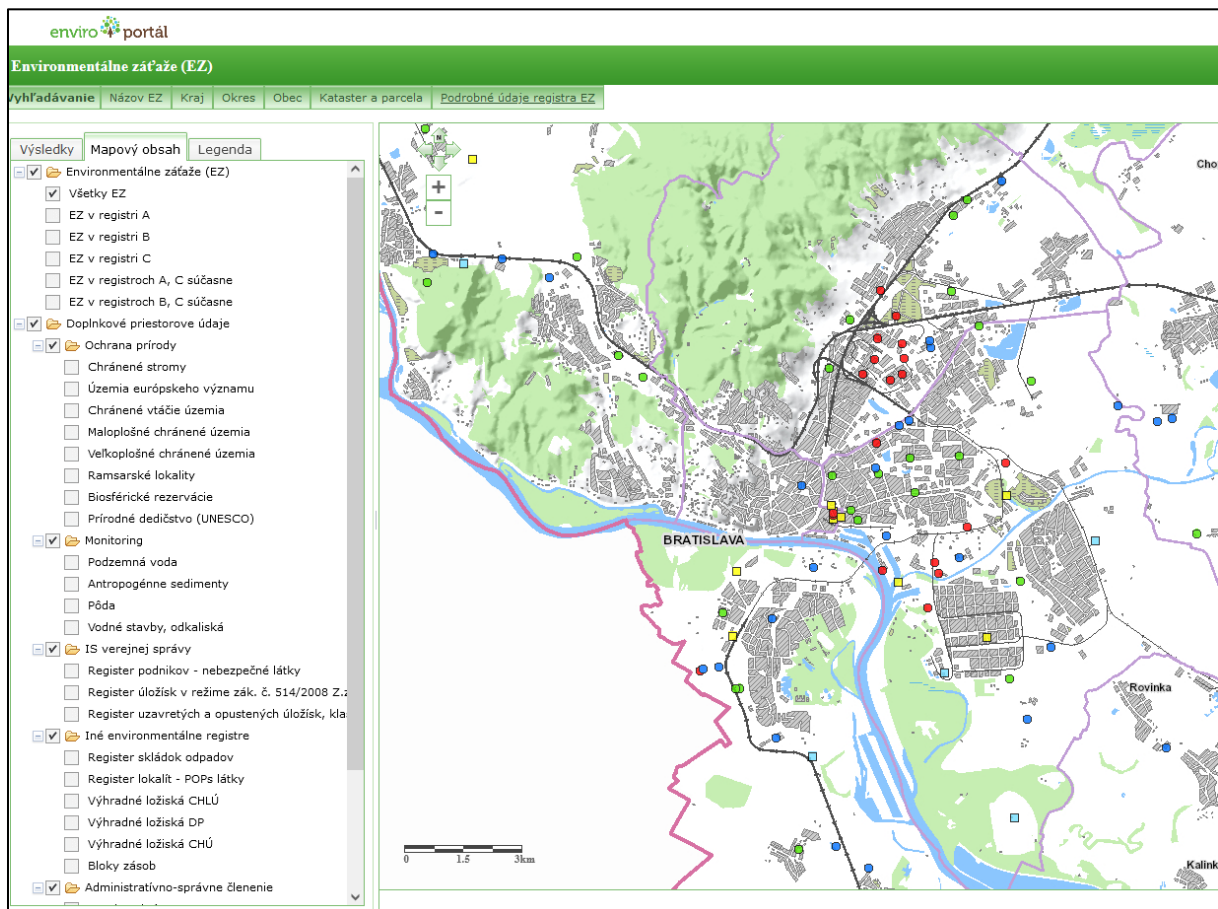 enviro portál
Environmentálne záťaže (EZ)
Vyhľadávanie Názov EZ Kraj Okres Obec Kataster a parcela Podrobné údaje registra EZ
Výsledky Mapový obsah Legenda
Environmentálne záťaže (EZ)
Všetky EZ
EZ v registri A
EZ v registri B
EZ v registri C
EZ v registroch A, C súčasne
EZ v registroch B, C súčasne
Doplnkové priestorove údaje
Ochrana prírody
Chránené stromy
Územia európskeho významu
Chránené vtáčie územia
Maloplošné chránené územia
Veľkoplošné chránené územia
Ramsarské lokality
Biosférické rezervácie
Prírodné dedičstvo (UNESCO)
Monitoring
Podzemná voda
Antropogénne sedimenty
Pôda
Vodné stavby, odkaliská
IS verejnej správy
Register podnikov - nebezpečné látky
Register úložísk v režime zák. č. 514/2008 Z.z
Register uzavretých a opustených úložísk, kla
Iné environmentálne registre
Register skládok odpadov
Register lokalít - POPs látky
Výhradné ložiská CHLÚ
Výhradné ložiská DP
Výhradné ložiská CHÚ
Bloky zásob
Administratívno-správne členenie
N
+
-
Cho
BRATISLAVA
Rovinka
Kalink
0 1.5 3km